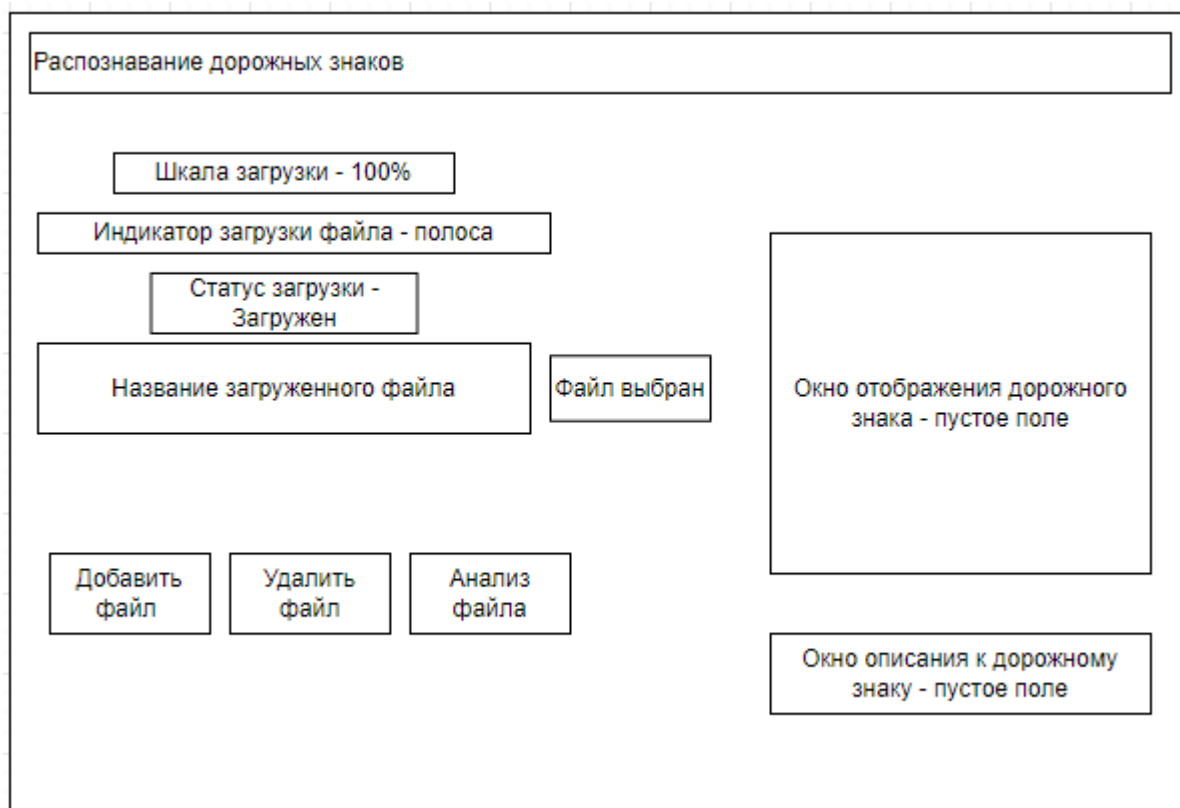 Распознавание дорожных знаков
Шкала загрузки - 100%
Индикатор загрузки файла - полоса
Статус загрузки -
Загружен
Название загруженного файла
Файл выбран
Окно отображения дорожного
знака - пустое поле
Добавить
файл
Удалить
файл
Анализ
файла
Окно описания к дорожному
знаку - пустое поле